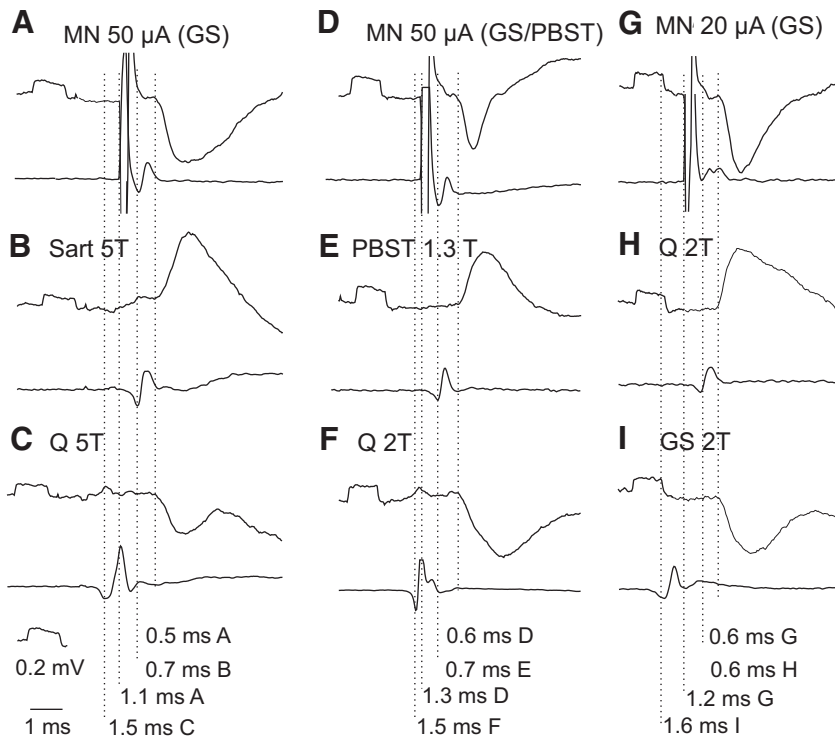 A
MN 50 µA (GS)
D
MN 50 µA (GS/PBST)
G
MN 20 µA (GS)
B
Sart 5T
E
PBST 1.3 T
H
Q 2T
C
Q 5T
F
Q 2T
I
GS 2T
0.2 mV
1 ms
0.5 ms A
0.7 ms B
1.1 ms A
1.5 ms C
0.6 ms D
0.7 ms E
1.3 ms D
1.5 ms F
0.6 ms G
0.6 ms H
1.2 ms G
1.6 ms I